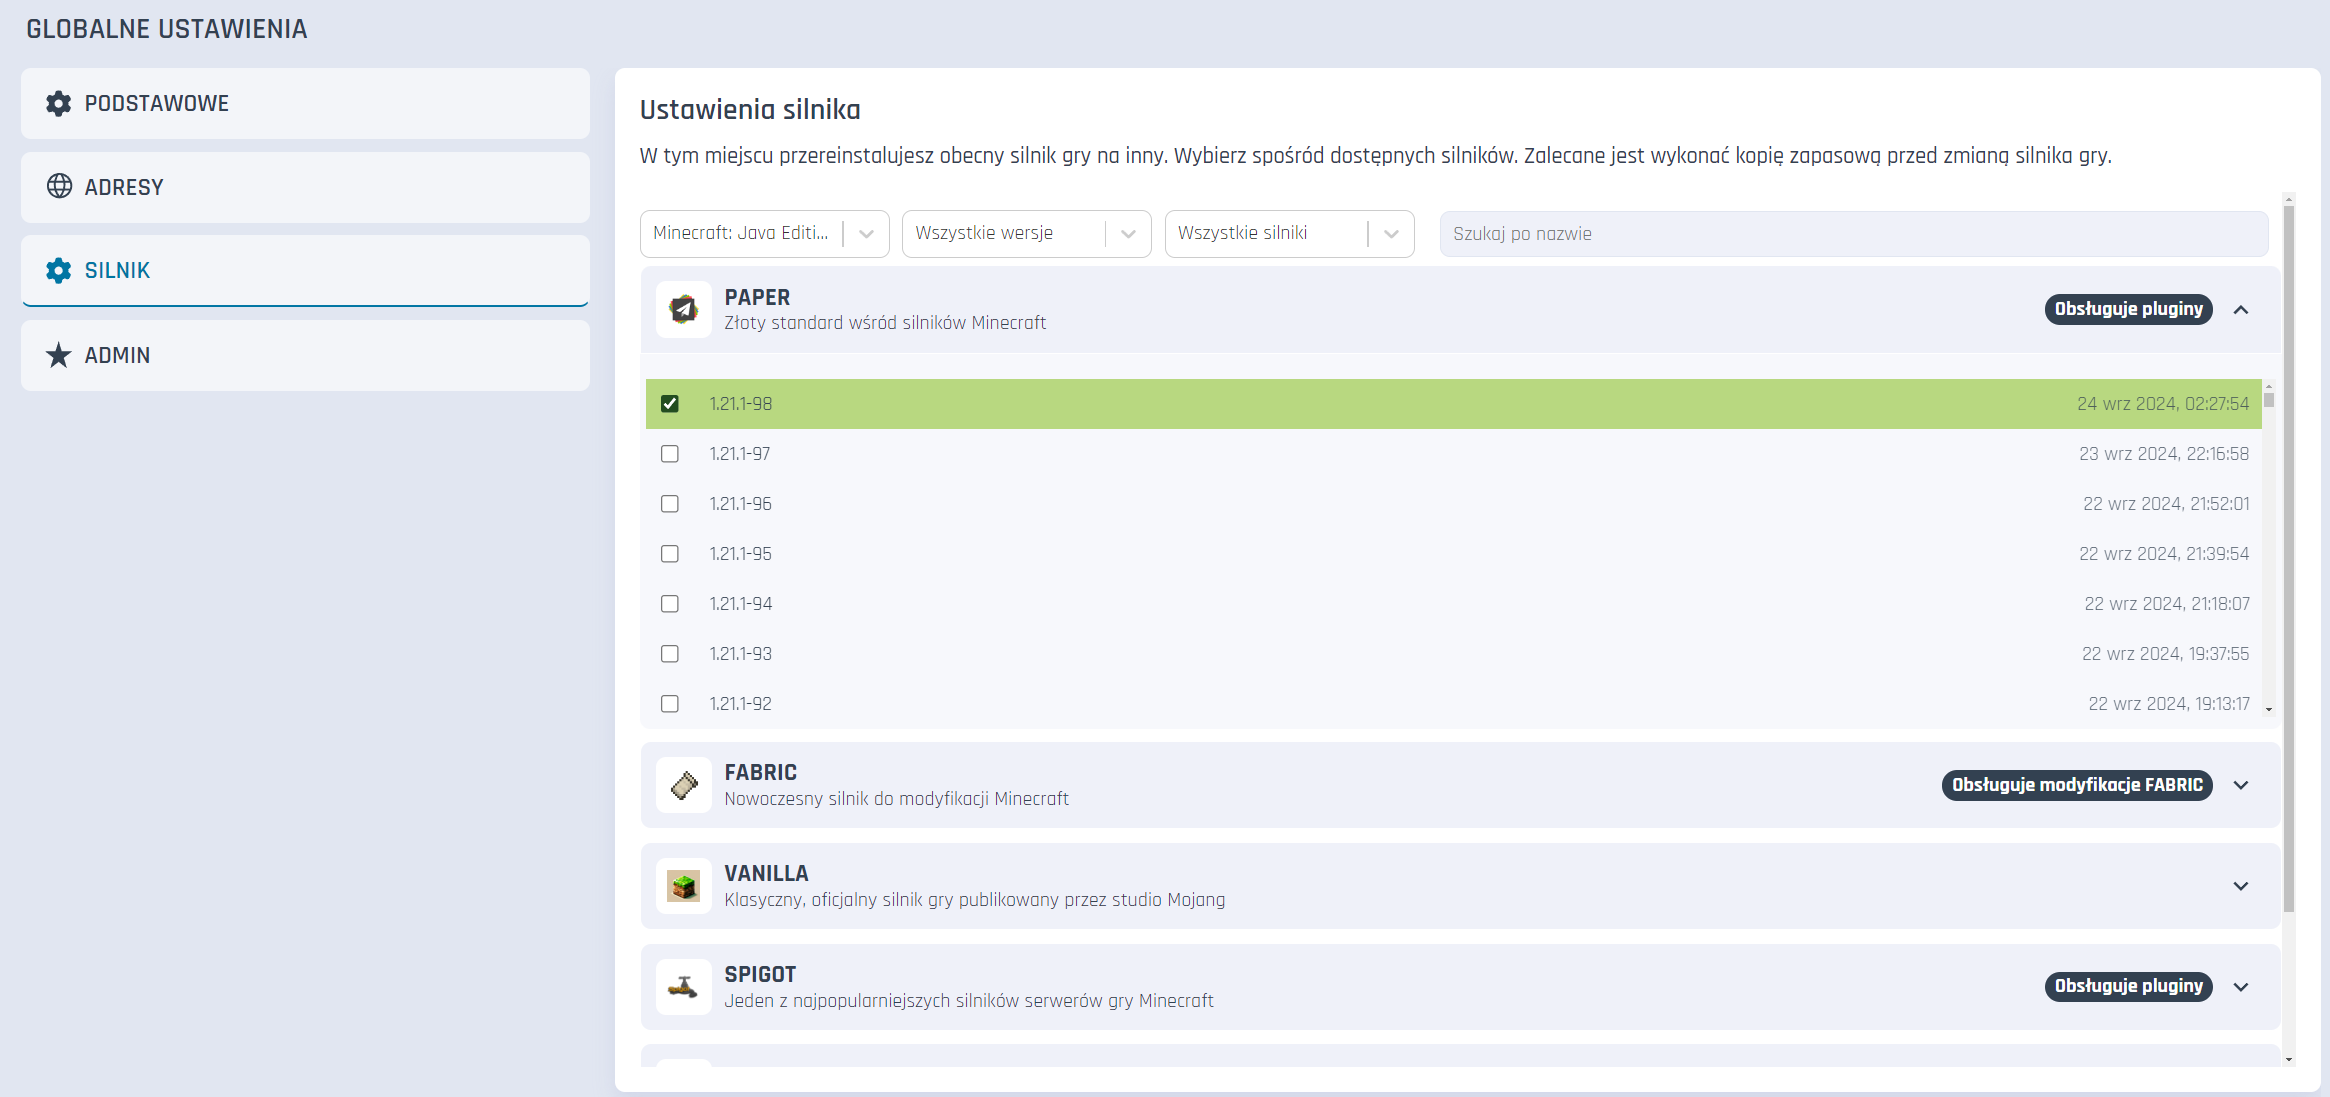 GLOBALNE USTAWIENIA
PODSTAWOWE
ADRESY
SILNIK
ADMIN
Ustawienia silnika
W tym miejscu przereinstalujesz obecny silnik gry na inny. Wybierz spośród dostępnych silników. Zalecane jest wykonać kopię zapasową przed zmianą silnika gry.
Minecraft: Java Editi... Wszystkie wersje Wszystkie silniki Szukaj po nazwie
PAPER
Złoty standard wśród silników Minecraft
Obsługuje pluginy
1.21.1-98 24 wrz 2024, 02:27:54
1.21.1-97 23 wrz 2024, 22:16:58
1.21.1-96 22 wrz 2024, 21:52:01
1.21.1-95 22 wrz 2024, 21:39:54
1.21.1-94 22 wrz 2024, 21:18:07
1.21.1-93 22 wrz 2024, 19:37:55
1.21.1-92 22 wrz 2024, 19:13:17
FABRIC
Nowoczesny silnik do modyfikacji Minecraft
Obsługuje modyfikacje FABRIC
VANILLA
Klasyczny, oficjalny silnik gry publikowany przez studio Mojang
SPIGOT
Jeden z najpopularniejszych silników serwerów gry Minecraft
Obsługuje pluginy